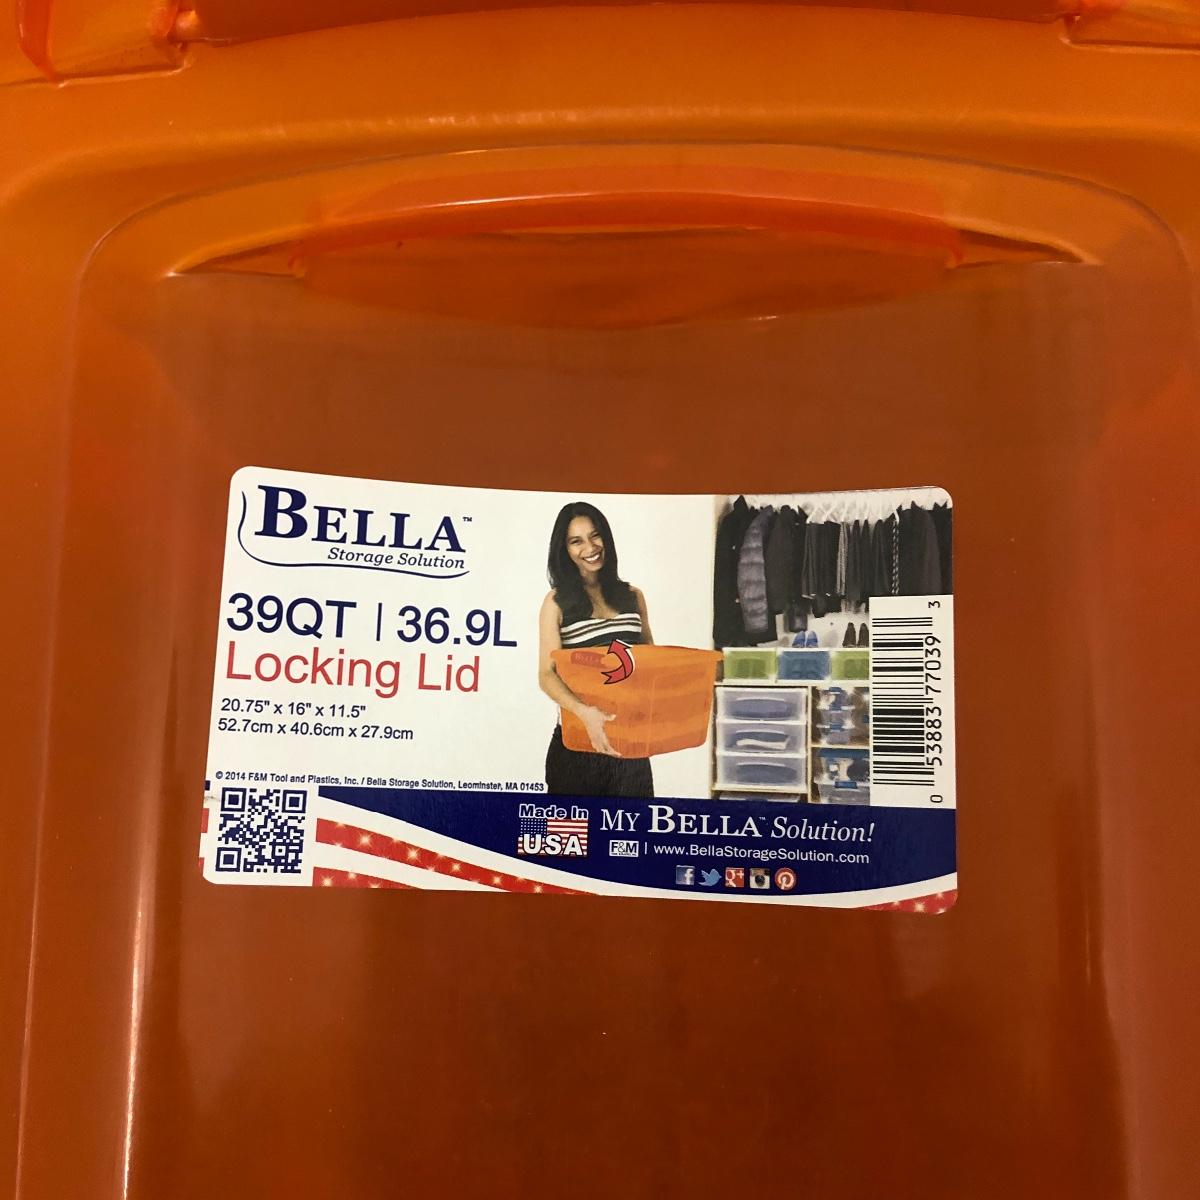 BELLA™
Storage Solution
39QT | 36.9L
Locking Lid
20.75" x 16" x 11.5"
52.7cm x 40.6cm x 27.9cm
© 2014 F&M Tool and Plastics, Inc. / Bella Storage Solution, Leominster, MA 01453
BELLA
0 53883 77039 3
Made In
USA
MY BELLA™ Solution!
F&M | www.BellaStorageSolution.com